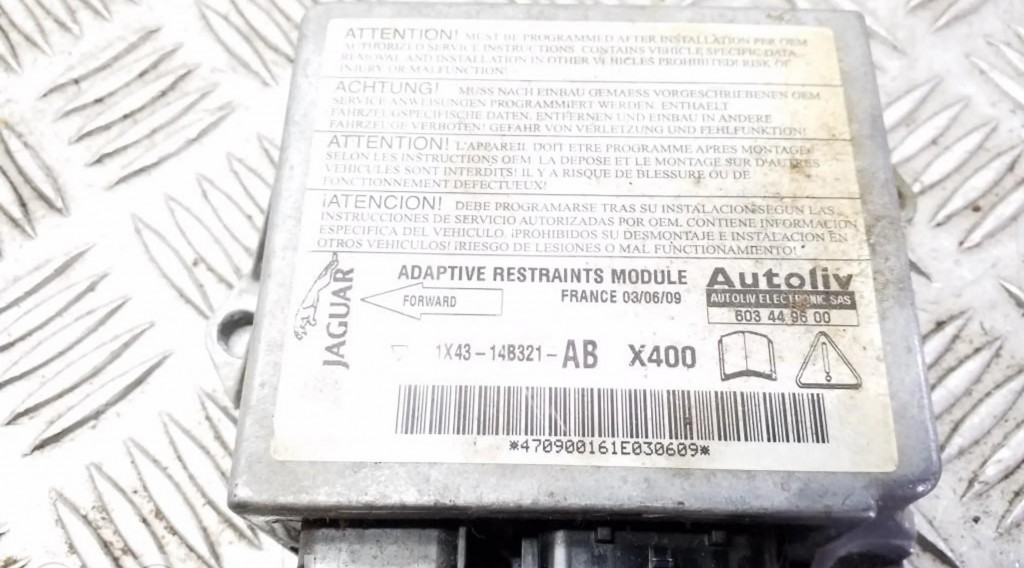 ATTENTION! MUST BE PROGRAMMED AFTER INSTALLATION PER OEM
AUTHORIZED SERVICE INSTRUCTIONS. CONTAINS VEHICLE SPECIFIC DATA.
REMOVAL AND INSTALLATION IN OTHER VEHICLES PROHIBITED! RISK OF
INJURY OR MALFUNCTION!
ACHTUNG! MUSS NACH EINBAU GEMAESS VORGESCHRIEBENEN OEM
SERVICE ANWEISUNGEN PROGRAMMIERT WERDEN. ENTHAELT
FAHRZEUGSPECIFISCHE DATEN. ENTFERNEN UND EINBAU IN ANDERE
FAHRZEUGE VERBOTEN! GEFAHR VON VERLETZUNG UND FEHLFUNKTION!
ATTENTION! L'APPAREIL DOIT ETRE PROGRAMME APRES MONTAGE
SELON LES INSTRUCTIONS OEM. LA DEPOSE ET LE MONTAGE SUR D'AUTRES
VEHICULES SONT INTERDITS! IL Y A RISQUE DE BLESSURE OU DE
FONCTIONNEMENT DEFECTUEUX!
¡ATENCION! DEBE PROGRAMARSE TRAS SU INSTALACION SEGUN LAS
INSTRUCCIONES DE SERVICIO AUTORIZADAS POR OEM. CONTIENE INFORMACION
ESPECIFICA DEL VEHICULO. ¡PROHIBIDOS SU DESMONTAJE E INSTALACION EN
OTROS VEHICULOS! ¡RIESGO DE LESIONES O MAL FUNCTIONAMIENTO!
JAGUAR
FORWARD
ADAPTIVE RESTRAINTS MODULE
FRANCE 03/06/09
Autoliv
AUTOLIV ELECTRONIC SAS
603 44 96 00
1X43-14B321-AB X400
*470900161E030609*